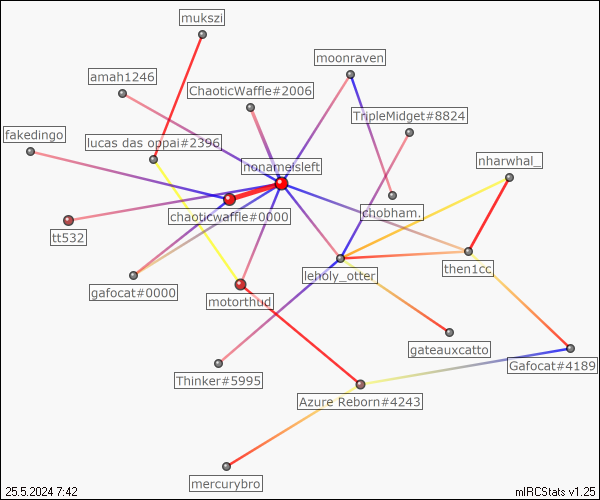 mukszi
moonraven
amah1246
ChaoticWaffle#2006
TripleMidget#8824
fakedingo
lucas das oppai#2396
nonameisleft
nharwhal_
chaoticwaffle#0000
chobham.
tt532
leholy_otter
then1cc
gafocat#0000
motorthud
gateauxcatto
Gafocat#4189
Thinker#5995
Azure Reborn#4243
mercurybro
25.5.2024 7:42
mIRCStats v1.25